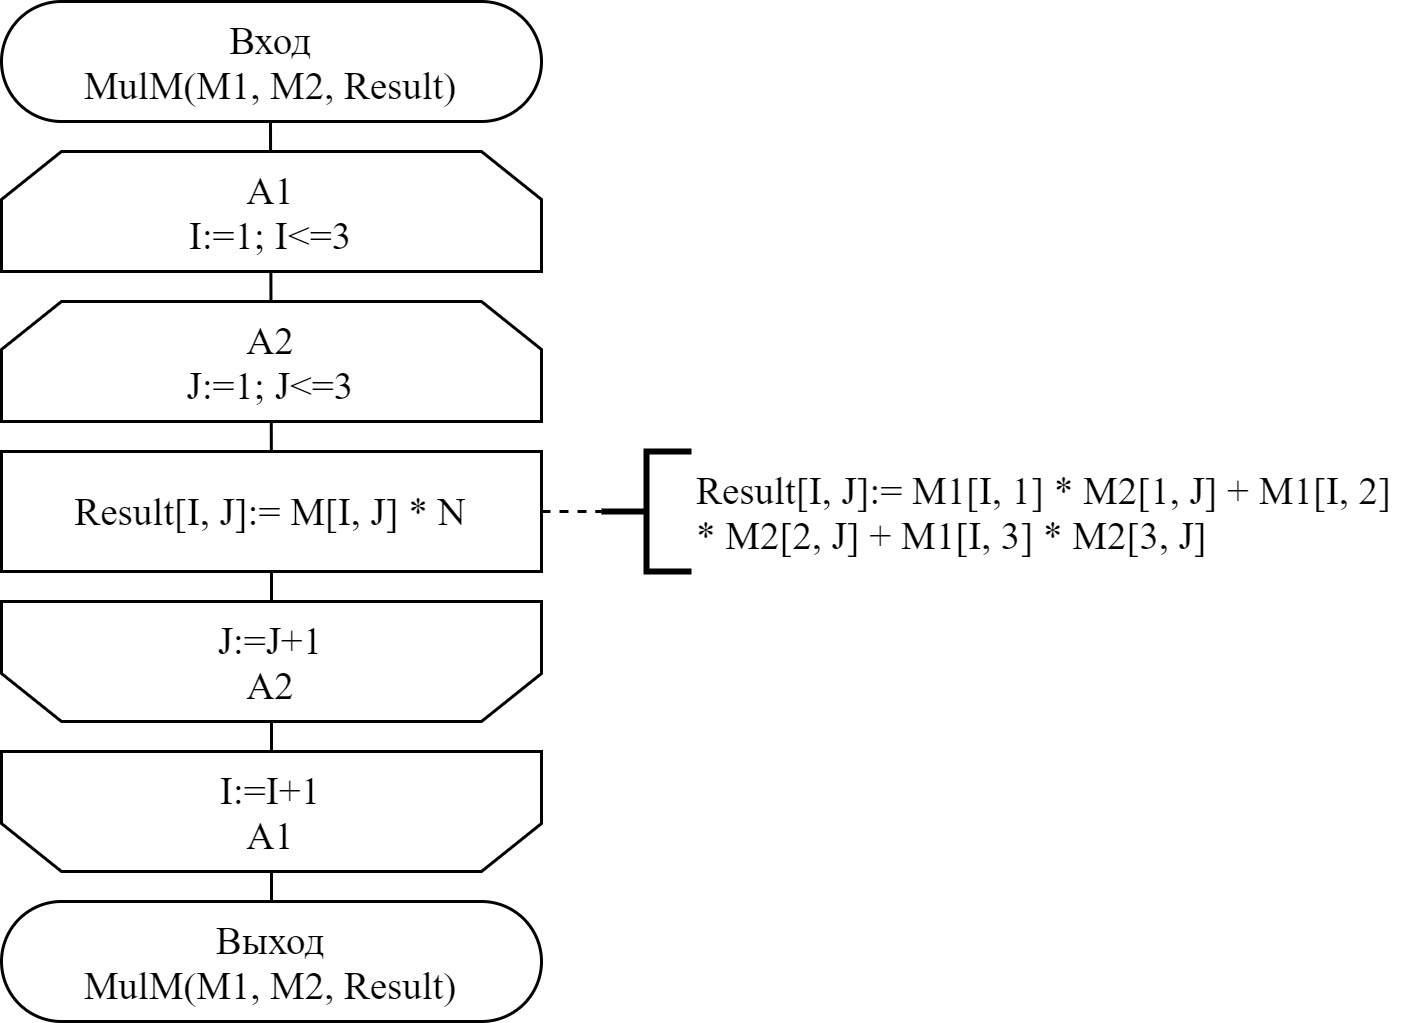 Вход
MulM(M1, M2, Result)
A1
I:=1; I<=3
A2
J:=1; J<=3
Result[I, J]:= M[I, J] * N
Result[I, J]:= M1[I, 1] * M2[1, J] + M1[I, 2]
* M2[2, J] + M1[I, 3] * M2[3, J]
J:=J+1
A2
I:=I+1
A1
Выход
MulM(M1, M2, Result)